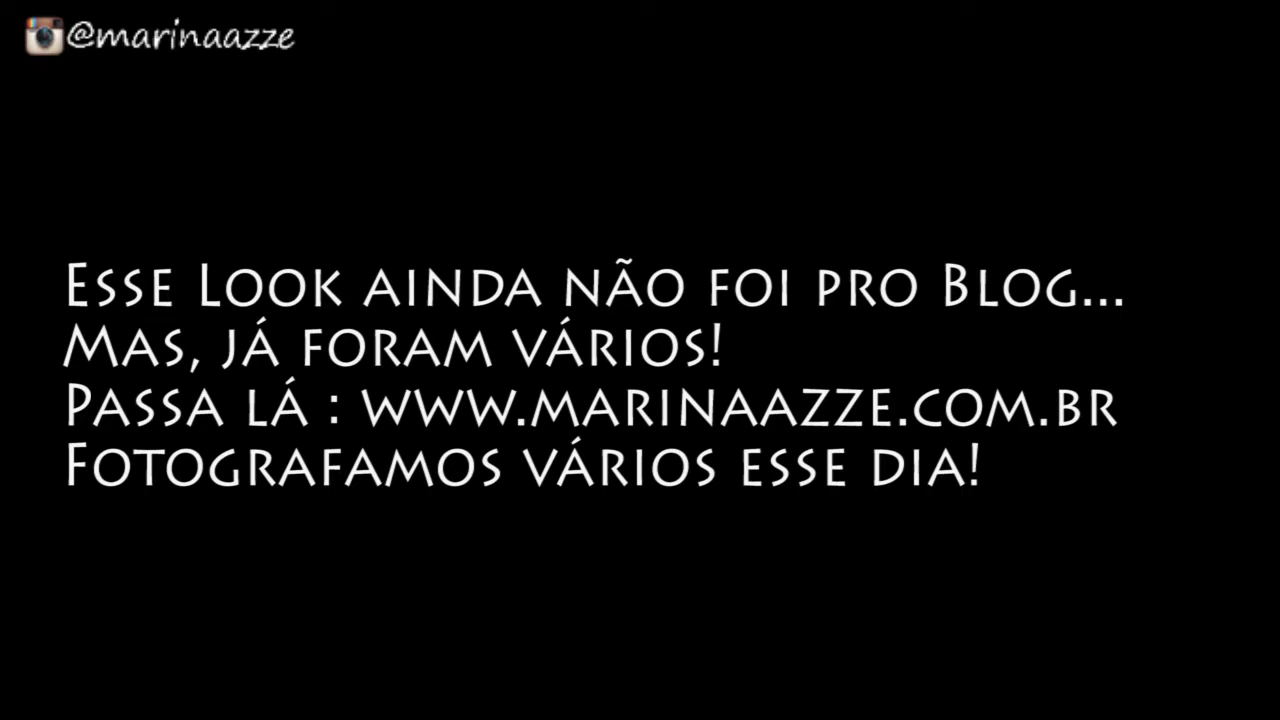 @marinaazze
Esse Look ainda não foi pro Blog...
Mas, já foram vários!
Passa lá : www.marinaazze.com.br
Fotografamos vários esse dia!